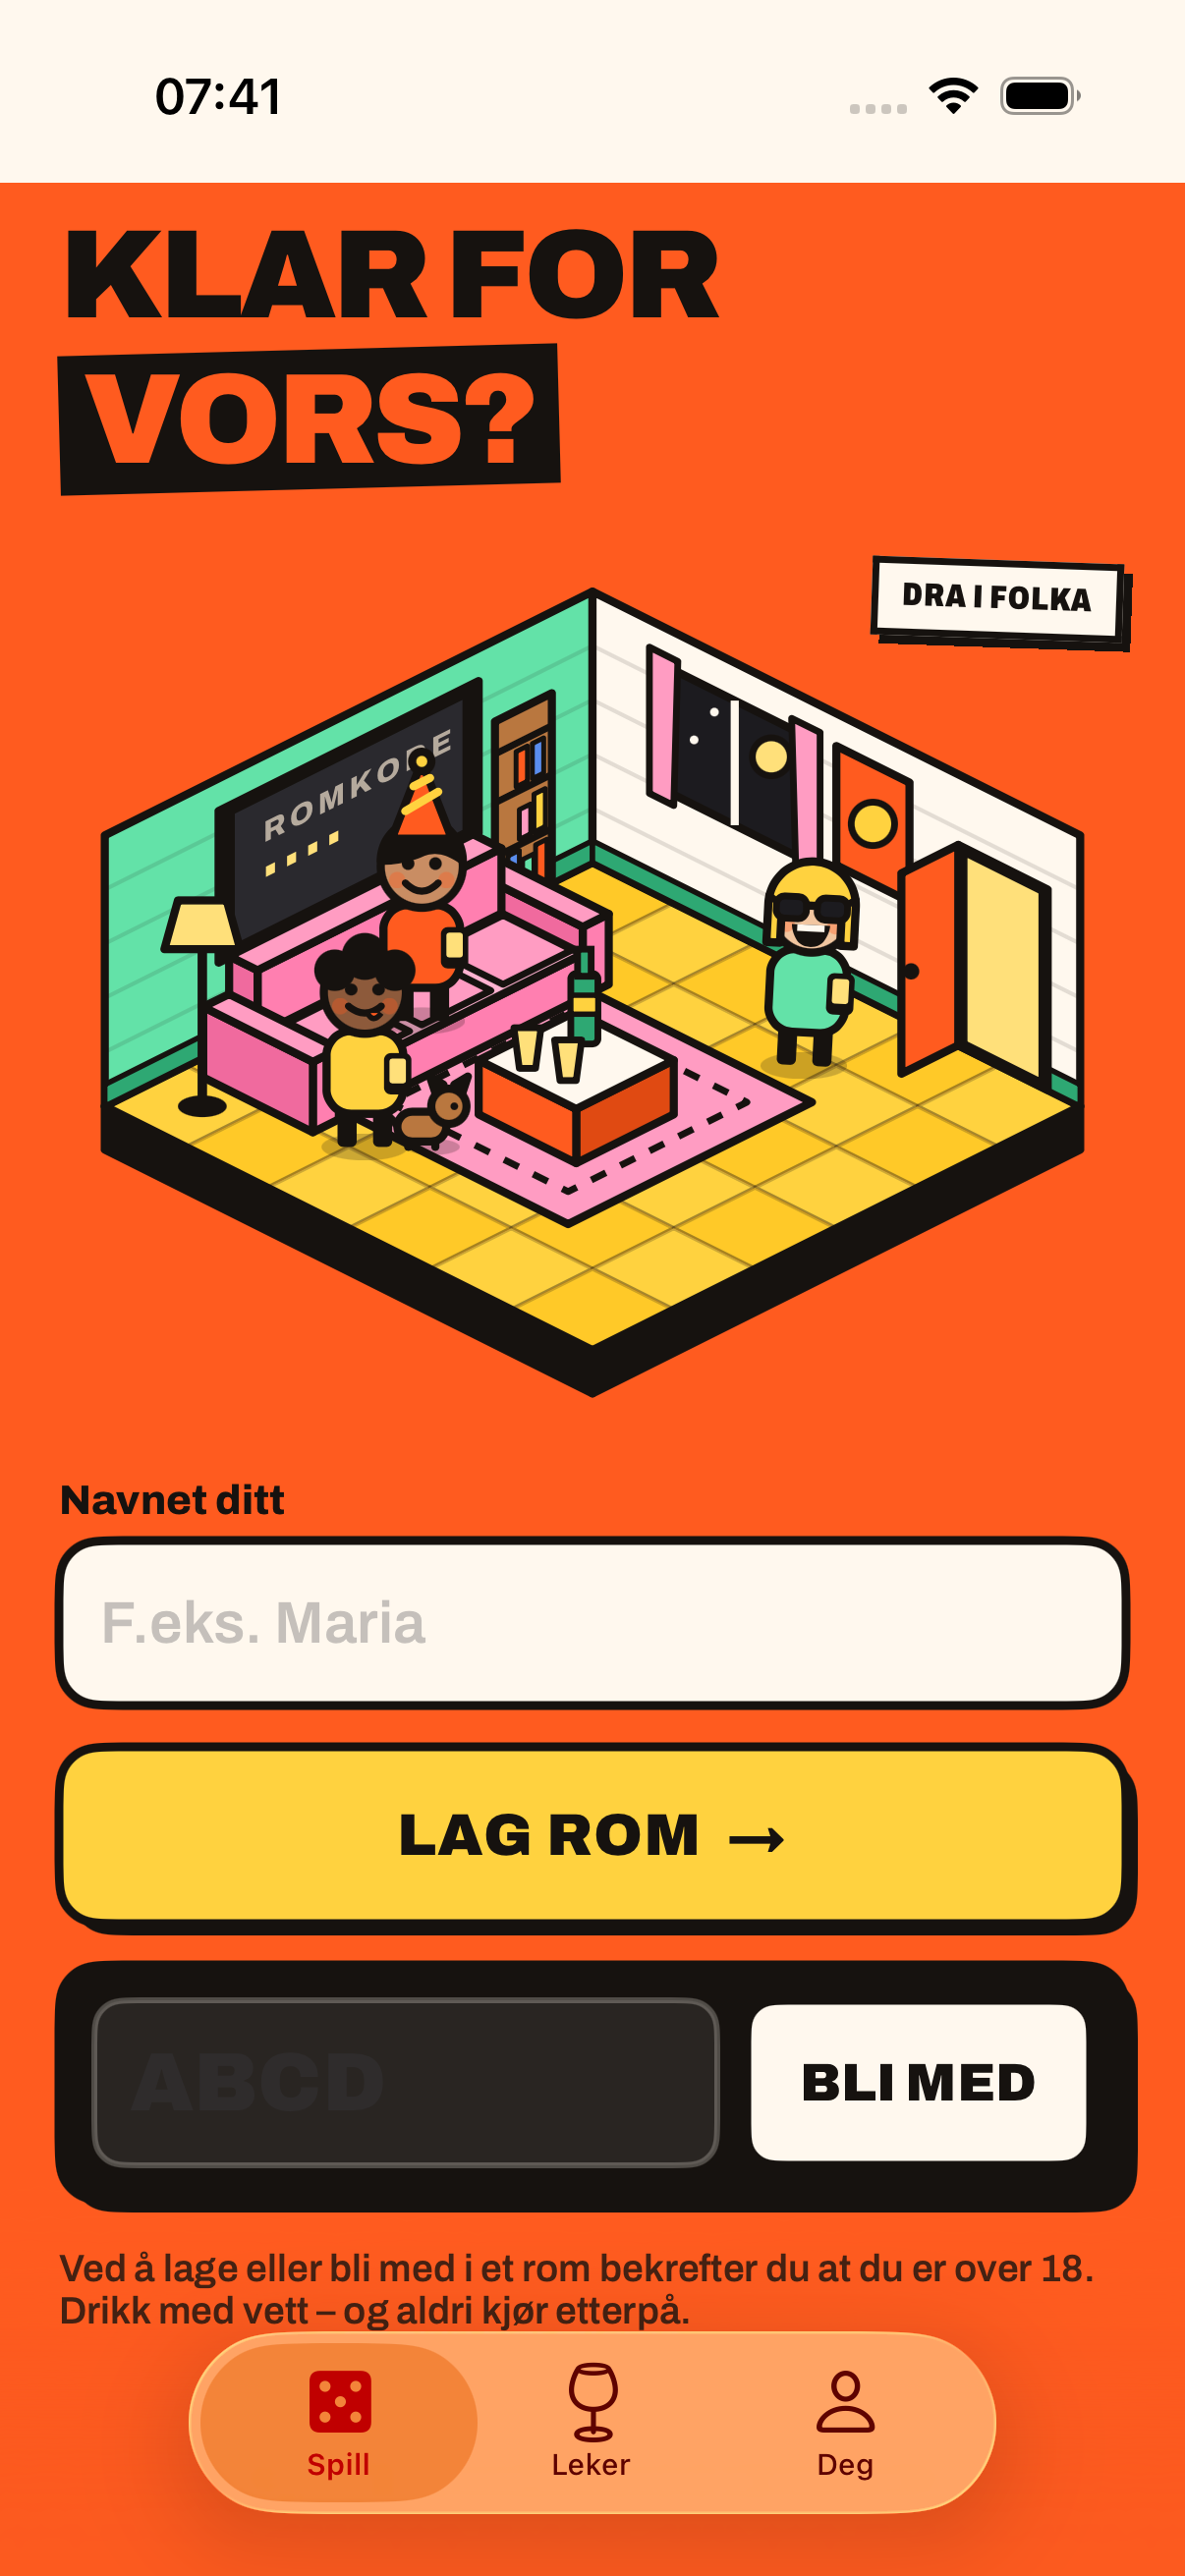 07:41
KLAR FOR
VORS?
DRA I FOLKA
ROMKODE
Navnet ditt
F.eks. Maria
LAG ROM →
ABCD
BLI MED
Ved å lage eller bli med i et rom bekrefter du at du er over 18.
Drikk med vett – og aldri kjør etterpå.
Spill
Leker
Deg